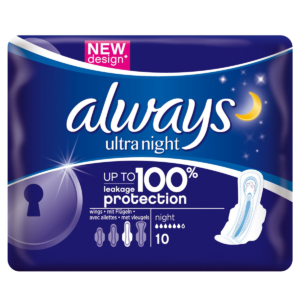 NEW
design*
always
ultra night
UP TO 100%
leakage
protection
wings • mit Flügeln •
avec ailettes • met vleugels
night
10